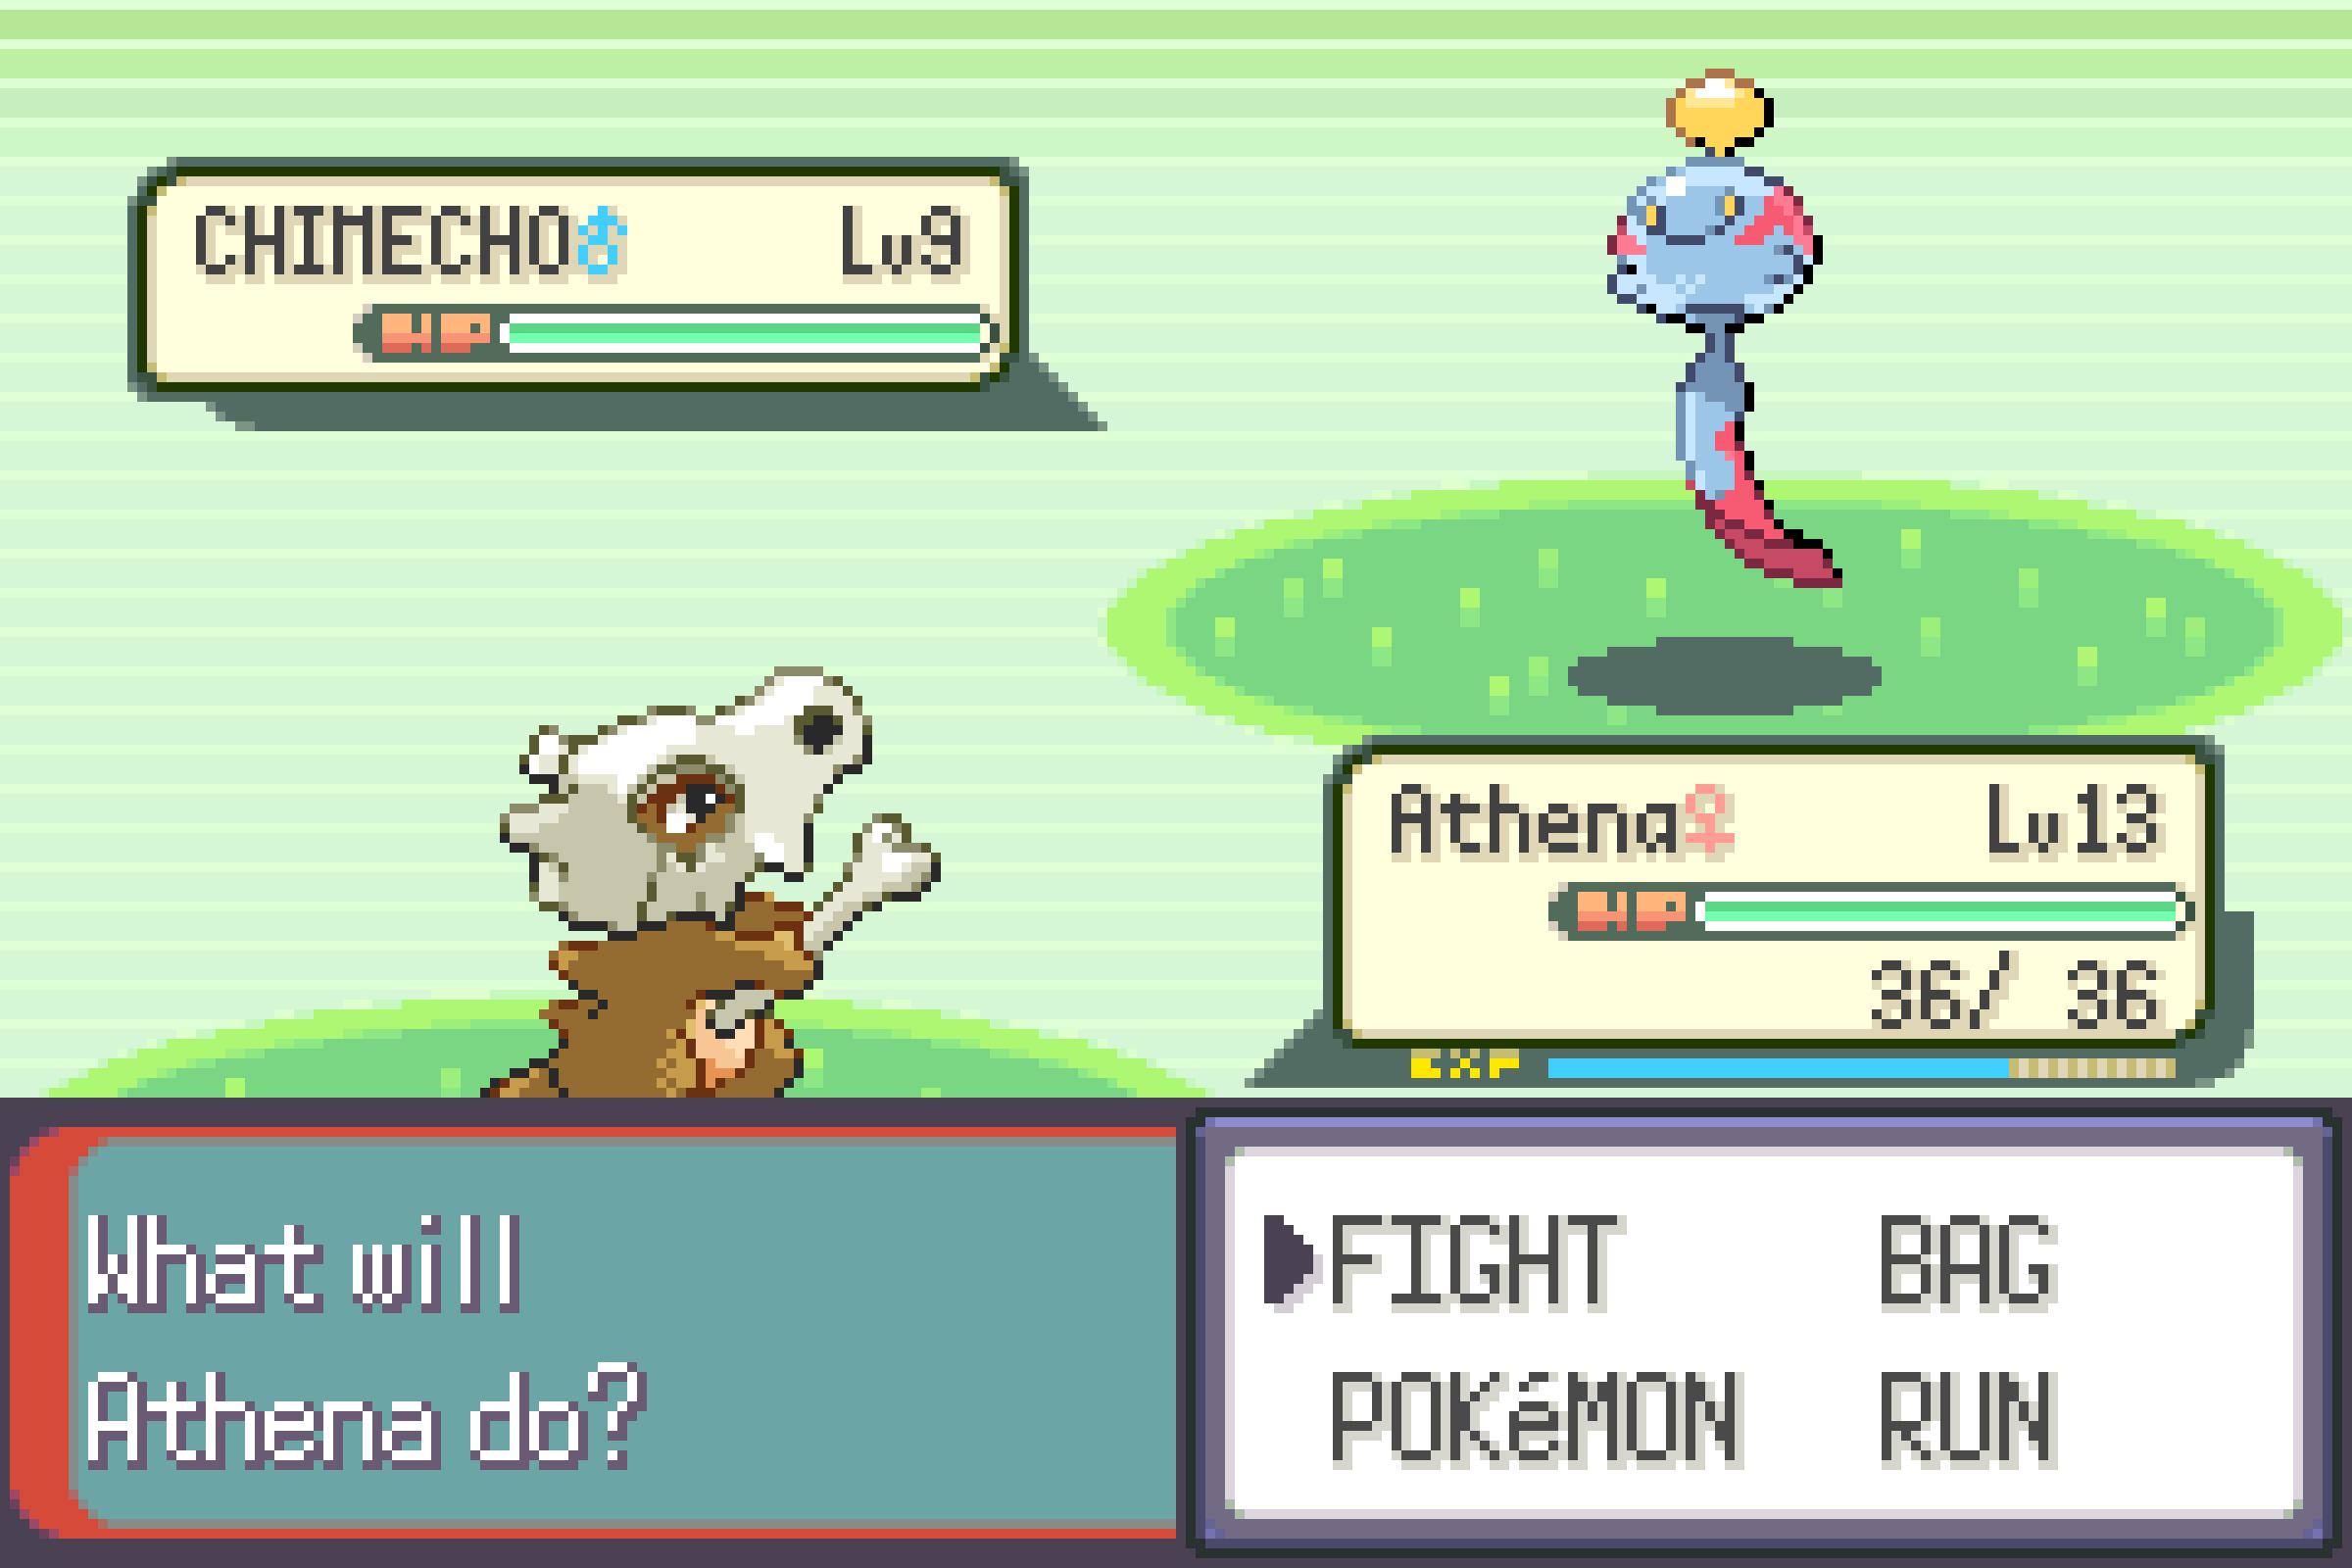 CHIMECHO♂ Lv9
HP
Athena♀ Lv13
HP
36/ 36
EXP
What will
Athena do?
FIGHT BAG
POKéMON RUN